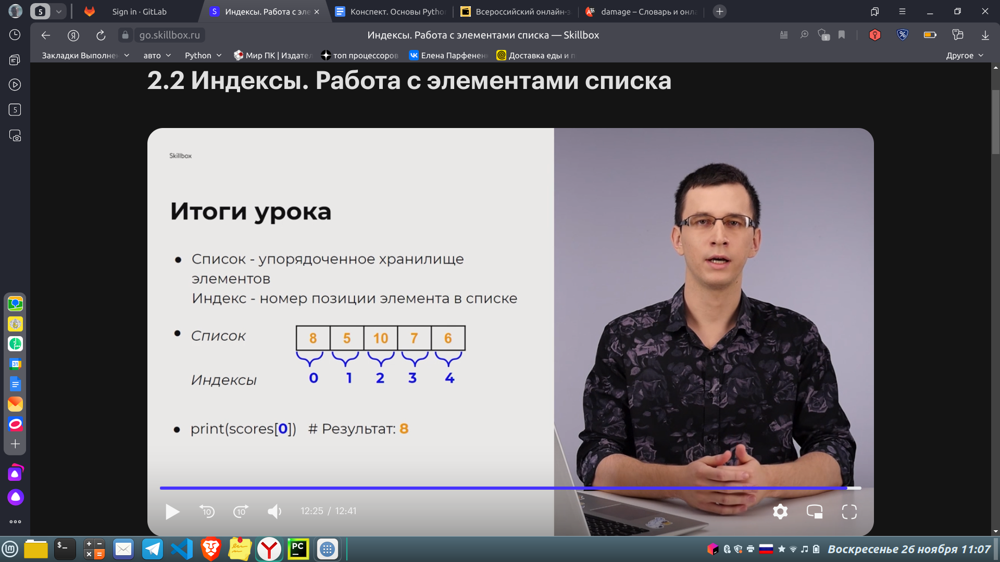 5
Sign in · GitLab
Индексы. Работа с эле
Конспект. Основы Pytho
Всероссийский онлайн-з
damage – Словарь и онла
go.skillbox.ru
Индексы. Работа с элементами списка — Skillbox
1
Закладки Выполнен
авто
Python
Мир ПК | Издател
топ процессоров
Елена Парфенен
Доставка еды и п
Другое
5
2.2 Индексы. Работа с элементами списка
Skillbox
Итоги урока
● Список - упорядоченное хранилище
элементов
Индекс - номер позиции элемента в списке
● Список 8 5 10 7 6
0 1 2 3 4
Индексы
● print(scores[0]) # Результат: 8
31
10 10 12:25 / 12:41
$_
PC
Воскресенье 26 ноября 11:07